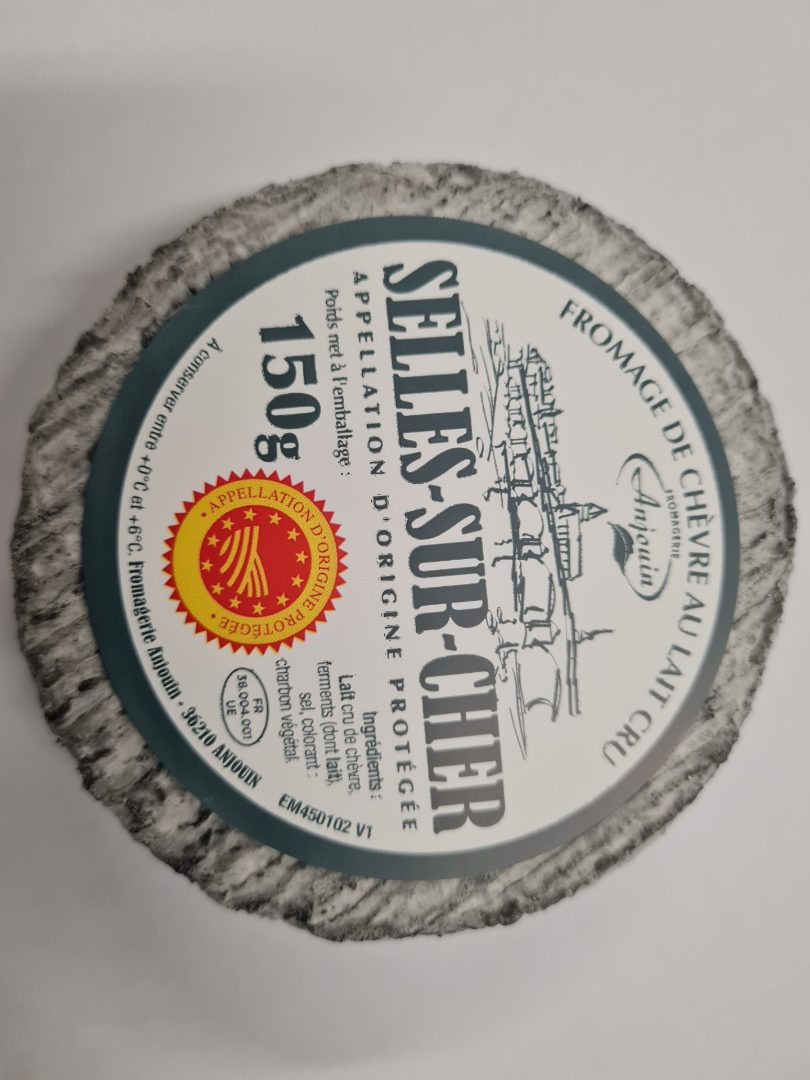 FROMAGE DE CHÈVRE AU LAIT CRU
FROMAGERIE
Anjouin
SELLES-SUR-CHER
APPELLATION D'ORIGINE PROTÉGÉE
Poids net à l'emballage :
150g
APPELLATION D'ORIGINE PROTÉGÉE
Ingrédients :
Lait cru de chèvre,
ferments (dont lait),
sel, colorant :
charbon végétal.
FR
36.004.001
UE
À conserver entre +0°C et +6°C. Fromagerie Anjouin • 36210 ANJOUIN
EM450102 V1